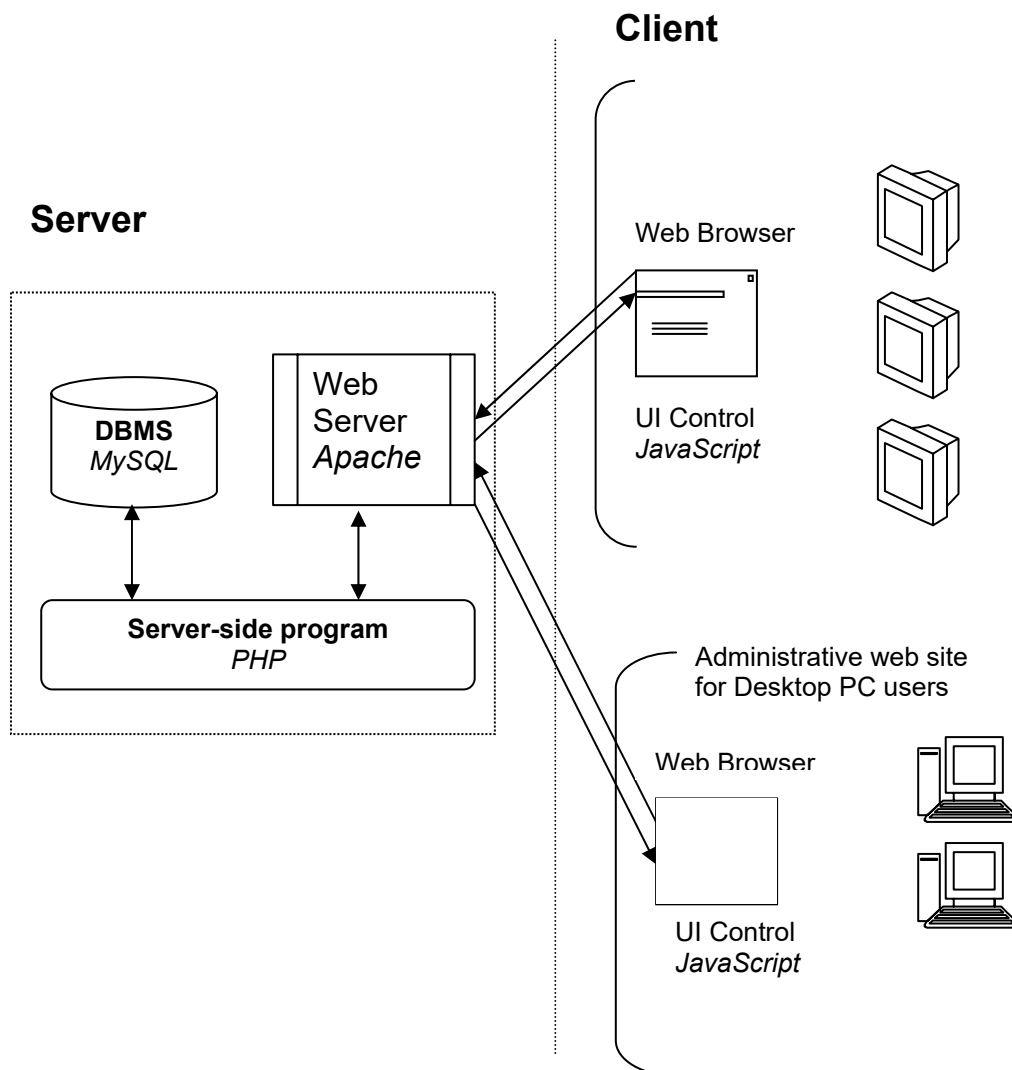 Client
Server
Web Browser
UI Control
JavaScript
DBMS
MySQL
Web
Server
Apache
Server-side program
PHP
Administrative web site
for Desktop PC users
Web Browser
UI Control
JavaScript